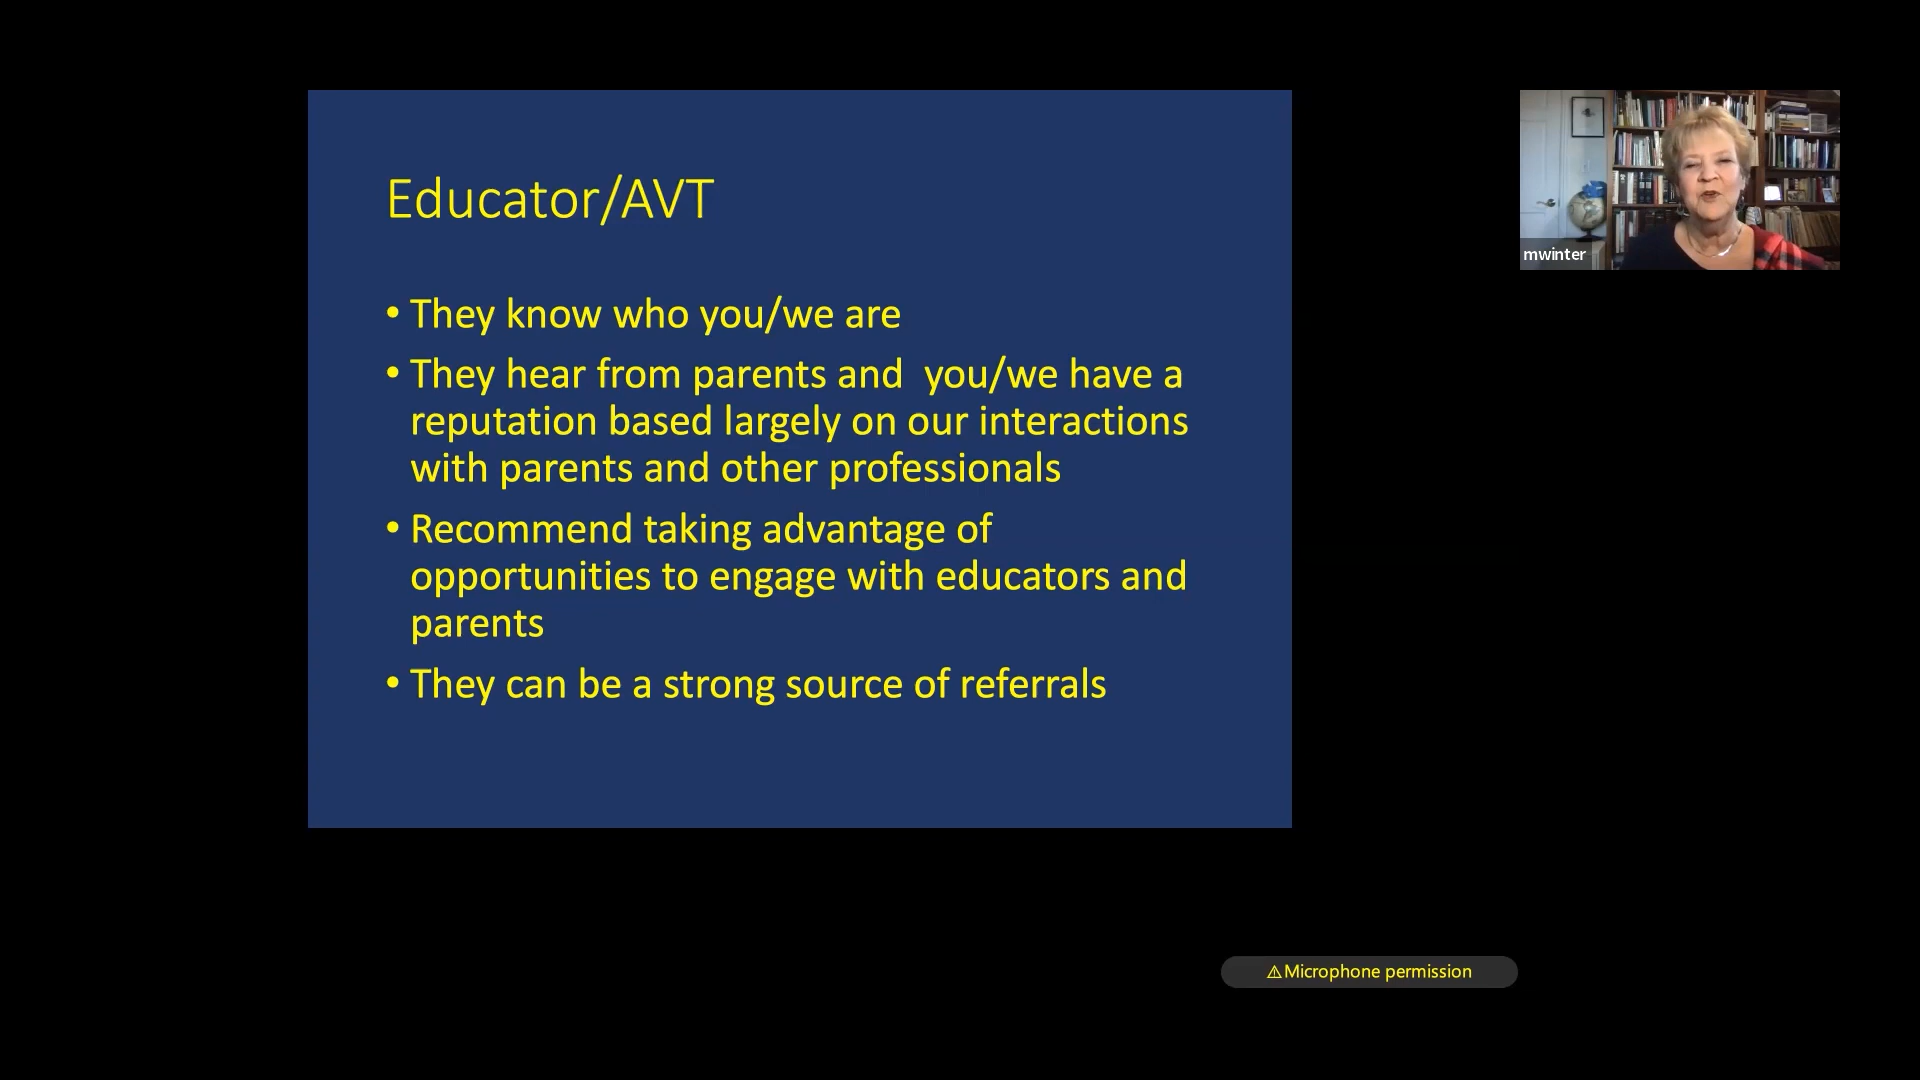 Educator/AVT
• They know who you/we are
• They hear from parents and  you/we have a
reputation based largely on our interactions
with parents and other professionals
• Recommend taking advantage of
opportunities to engage with educators and
parents
• They can be a strong source of referrals
mwinter
⚠Microphone permission